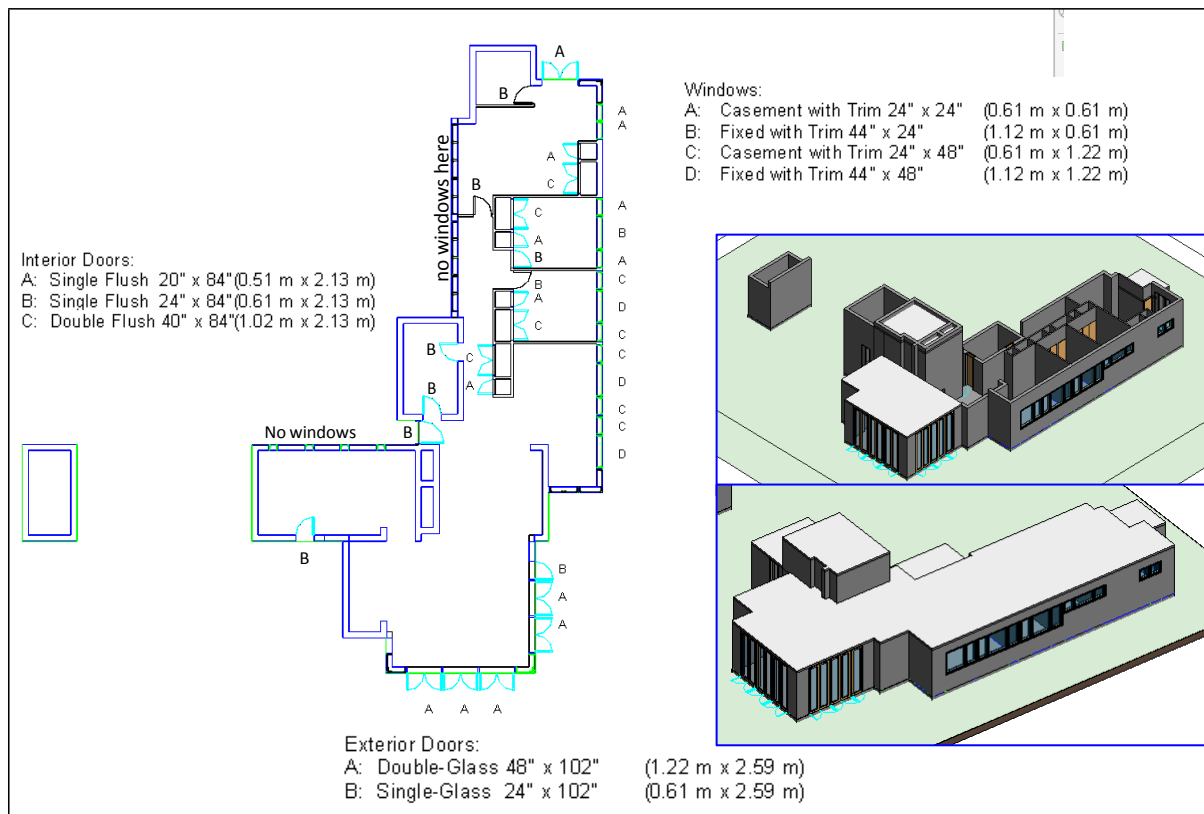 A
Windows:
A: Casement with Trim 24" x 24" (0.61 m x 0.61 m)
B: Fixed with Trim 44" x 24" (1.12 m x 0.61 m)
C: Casement with Trim 24" x 48" (0.61 m x 1.22 m)
D: Fixed with Trim 44" x 48" (1.12 m x 1.22 m)
B
A
A
no windows here
A
C
B
A
C
B
A
B
A
Interior Doors:
A: Single Flush 20" x 84"(0.51 m x 2.13 m)
B: Single Flush 24" x 84"(0.61 m x 2.13 m)
C: Double Flush 40" x 84"(1.02 m x 2.13 m)
B
C
A
D
C
C
B
C
C
A
D
B
C
No windows
B
C
D
B
B
A
A
A A A
Exterior Doors:
A: Double-Glass 48" x 102" (1.22 m x 2.59 m)
B: Single-Glass 24" x 102" (0.61 m x 2.59 m)